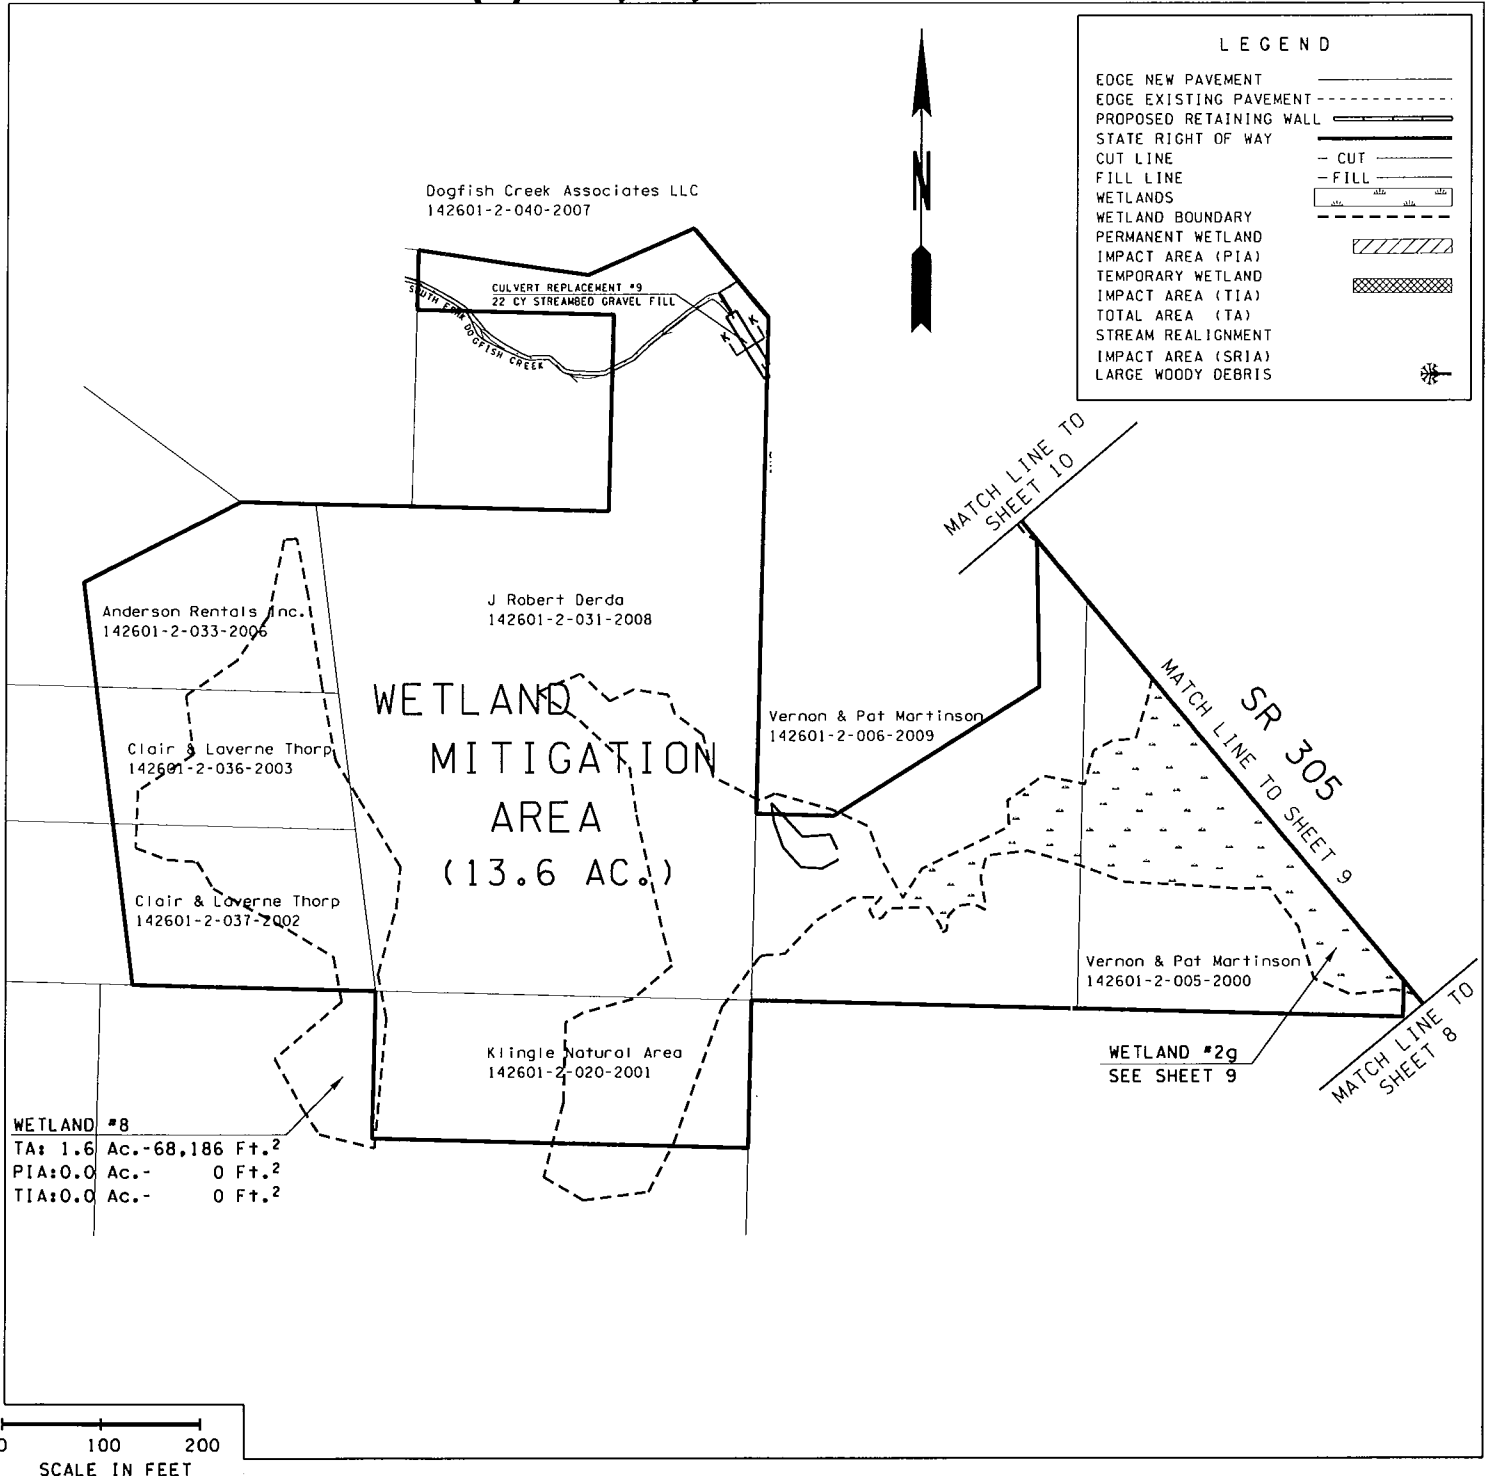 LEGEND
EDGE NEW PAVEMENT
EDGE EXISTING PAVEMENT
PROPOSED RETAINING WALL
STATE RIGHT OF WAY
CUT LINE
CUT
FILL LINE
FILL
WETLANDS
WETLAND BOUNDARY
PERMANENT WETLAND
IMPACT AREA (PIA)
TEMPORARY WETLAND
IMPACT AREA (TIA)
TOTAL AREA (TA)
STREAM REALIGNMENT
IMPACT AREA (SRIA)
LARGE WOODY DEBRIS
N
Dogfish Creek Associates LLC
142601-2-040-2007
CULVERT REPLACEMENT #9
22 CY STREAMBED GRAVEL FILL
SOUTH FORK DOGFISH CREEK
K
K
MATCH LINE TO
SHEET 10
Anderson Rentals Inc.
142601-2-033-2006
J Robert Derda
142601-2-031-2008
WETLAND
MITIGATION
AREA
(13.6 AC.)
Vernon & Pat Martinson
142601-2-006-2009
SR 305
MATCH LINE TO SHEET 9
Clair & Laverne Thorp
142601-2-036-2003
Clair & Laverne Thorp
142601-2-037-2002
Vernon & Pat Martinson
142601-2-005-2000
Klingle Natural Area
142601-2-020-2001
WETLAND #2g
SEE SHEET 9
MATCH LINE TO
SHEET 8
WETLAND #8
TA: 1.6 Ac.-68,186 Ft.²
PIA:0.0 Ac.- 0 Ft.²
TIA:0.0 Ac.- 0 Ft.²
0 100 200
SCALE IN FEET